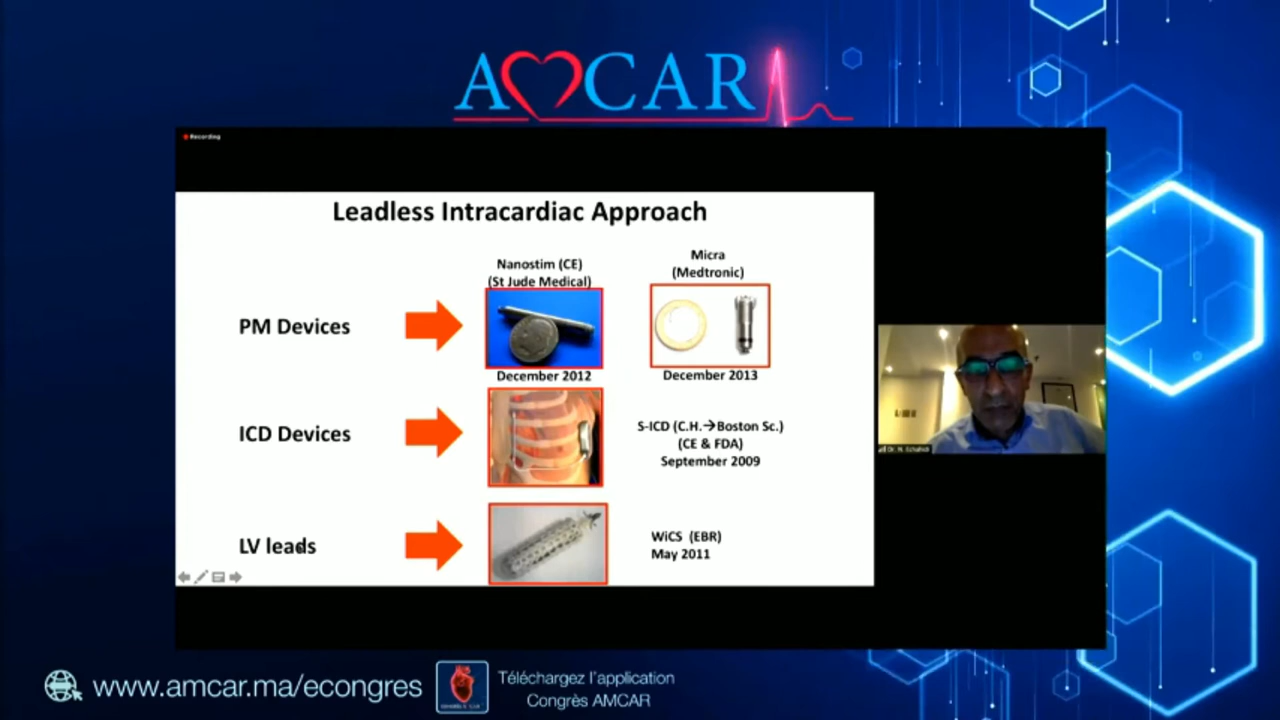 AMCAR
Recording
Leadless Intracardiac Approach
Nanostim (CE)
(St Jude Medical)
Micra
(Medtronic)
PM Devices
December 2012
December 2013
ICD Devices
S-ICD (C.H.→Boston Sc.)
(CE & FDA)
September 2009
LV leads
WiCS (EBR)
May 2011
www.amcar.ma/econgres
Téléchargez l'application
Congrès AMCAR